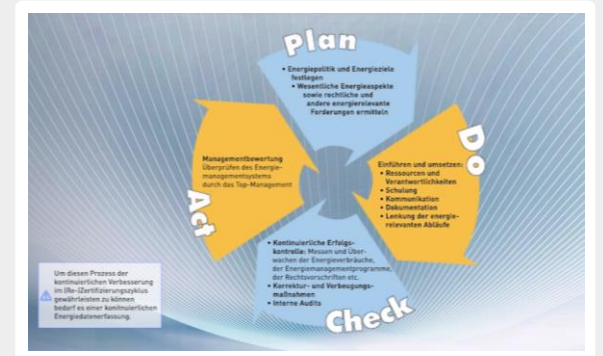 Plan
• Energiepolitik und Energieziele
festlegen
• Wesentliche Energieaspekte
sowie rechtliche und
andere energierelevante
Forderungen ermitteln
Do
Einführen und umsetzen:
• Ressourcen und
Verantwortlichkeiten
• Schulung
• Kommunikation
• Dokumentation
• Lenkung der energie-
relevanten Abläufe
Check
• Kontinuierliche Erfolgs-
kontrolle: Messen und Über-
wachen der Energieverbräuche,
der Energiemanagementprogramme,
der Rechtsvorschriften etc.
• Korrektur- und Verbeugungs-
maßnahmen
• Interne Audits
Act
Managementbewertung
Überprüfen des Energie-
managementsystems
durch das Top-Management
Um diesen Prozess der
kontinuierlichen Verbesserung
im (Re-)Zertifizierungszyklus
gewährleisten zu können
bedarf es einer kontinuierlichen
Energiedatenerfassung.